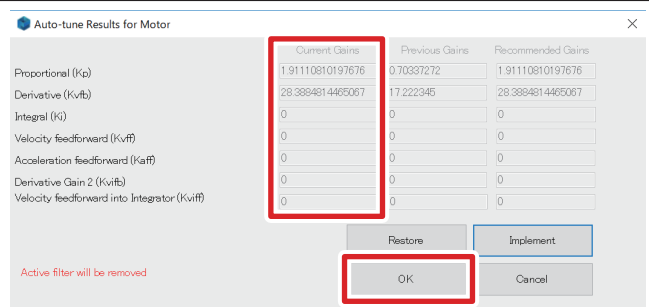 Auto-tune Results for Motor
Current Gains Previous Gains Recommended Gains
Proportional (Kp) 1.91110810197676 0.70337272 1.91110810197676
Derivative (Kvfb) 28.3884814465067 17.222345 28.3884814465067
Integral (Ki) 0 0 0
Velocity feedforward (Kvff) 0 0 0
Acceleration feedforward (Kaff) 0 0 0
Derivative Gain 2 (Kvifb) 0 0 0
Velocity feedforward into Integrator (Kviff) 0 0 0
Restore Implement
Active filter will be removed OK Cancel